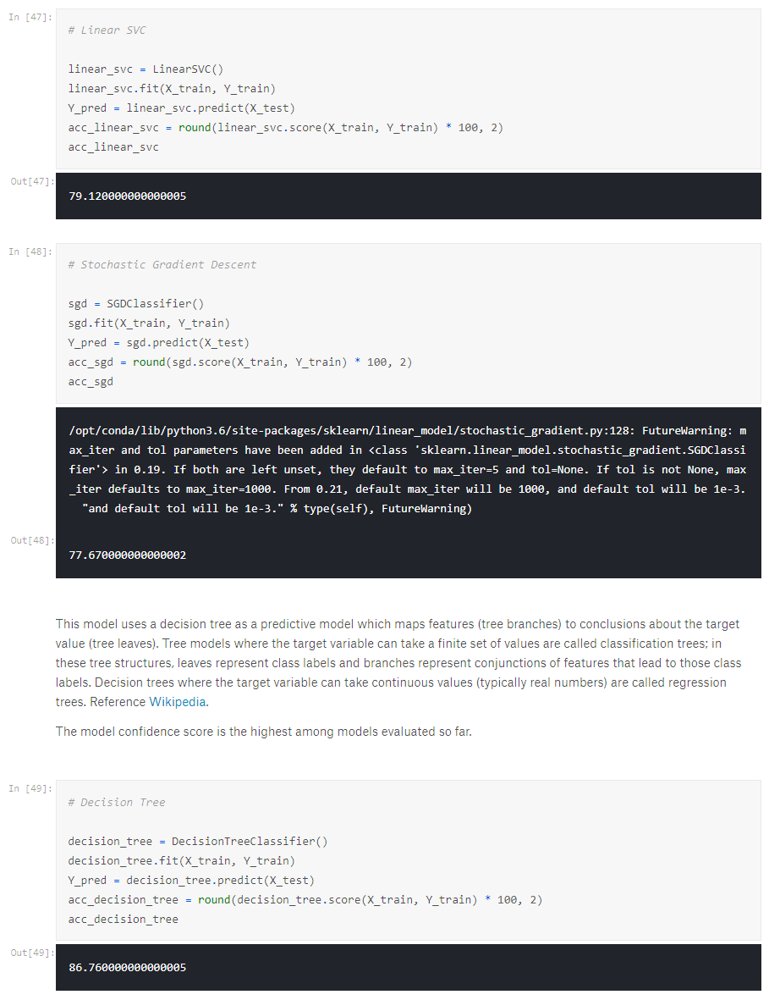 In [47]:
# Linear SVC
linear_svc = LinearSVC()
linear_svc.fit(X_train, Y_train)
Y_pred = linear_svc.predict(X_test)
acc_linear_svc = round(linear_svc.score(X_train, Y_train) * 100, 2)
acc_linear_svc
Out[47]:
79.120000000000005
In [48]:
# Stochastic Gradient Descent
sgd = SGDClassifier()
sgd.fit(X_train, Y_train)
Y_pred = sgd.predict(X_test)
acc_sgd = round(sgd.score(X_train, Y_train) * 100, 2)
acc_sgd
/opt/conda/lib/python3.6/site-packages/sklearn/linear_model/stochastic_gradient.py:128: FutureWarning: m
ax_iter and tol parameters have been added in <class 'sklearn.linear_model.stochastic_gradient.SGDClassi
fier'> in 0.19. If both are left unset, they default to max_iter=5 and tol=None. If tol is not None, max
_iter defaults to max_iter=1000. From 0.21, default max_iter will be 1000, and default tol will be 1e-3.
"and default tol will be 1e-3." % type(self), FutureWarning)
Out[48]:
77.670000000000002
This model uses a decision tree as a predictive model which maps features (tree branches) to conclusions about the target
value (tree leaves). Tree models where the target variable can take a finite set of values are called classification trees; in
these tree structures, leaves represent class labels and branches represent conjunctions of features that lead to those class
labels. Decision trees where the target variable can take continuous values (typically real numbers) are called regression
trees. Reference Wikipedia.
The model confidence score is the highest among models evaluated so far.
In [49]:
# Decision Tree
decision_tree = DecisionTreeClassifier()
decision_tree.fit(X_train, Y_train)
Y_pred = decision_tree.predict(X_test)
acc_decision_tree = round(decision_tree.score(X_train, Y_train) * 100, 2)
acc_decision_tree
Out[49]:
86.760000000000005